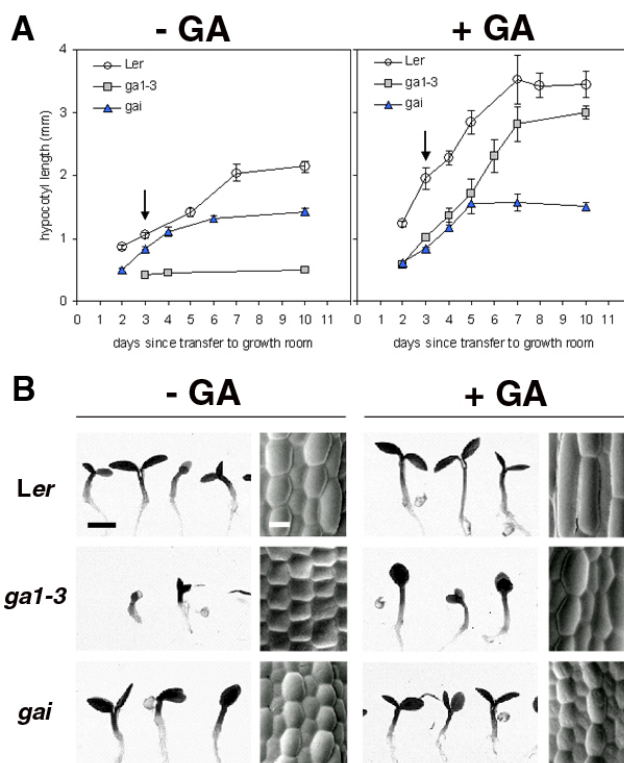 A
- GA
+ GA
Ler
ga1-3
gai
Ler
ga1-3
gai
hypocotyl length (mm)
4
3
2
1
0
0 1 2 3 4 5 6 7 8 9 10 11
0 1 2 3 4 5 6 7 8 9 10 11
days since transfer to growth room
days since transfer to growth room
B
- GA
+ GA
Ler
ga1-3
gai